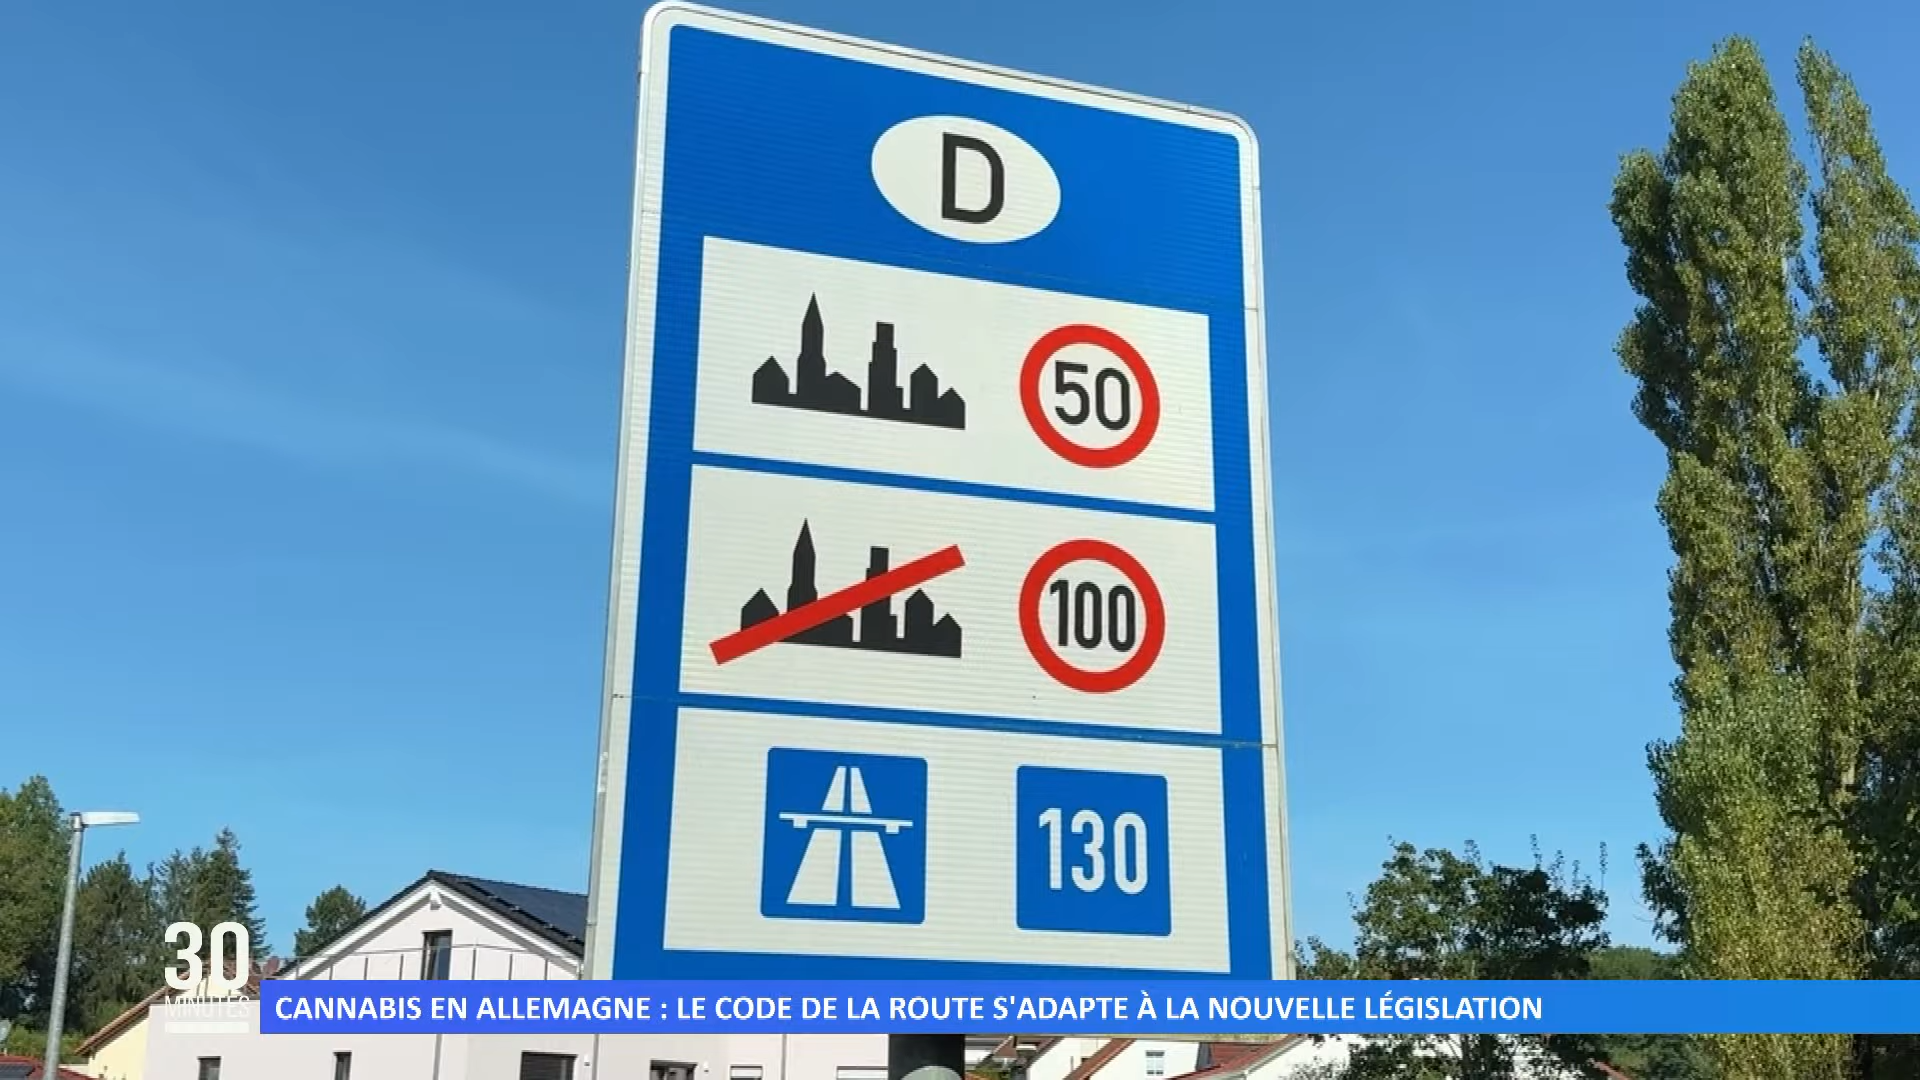 D
50
100
130
30
MINUTES
CANNABIS EN ALLEMAGNE : LE CODE DE LA ROUTE S'ADAPTE À LA NOUVELLE LÉGISLATION